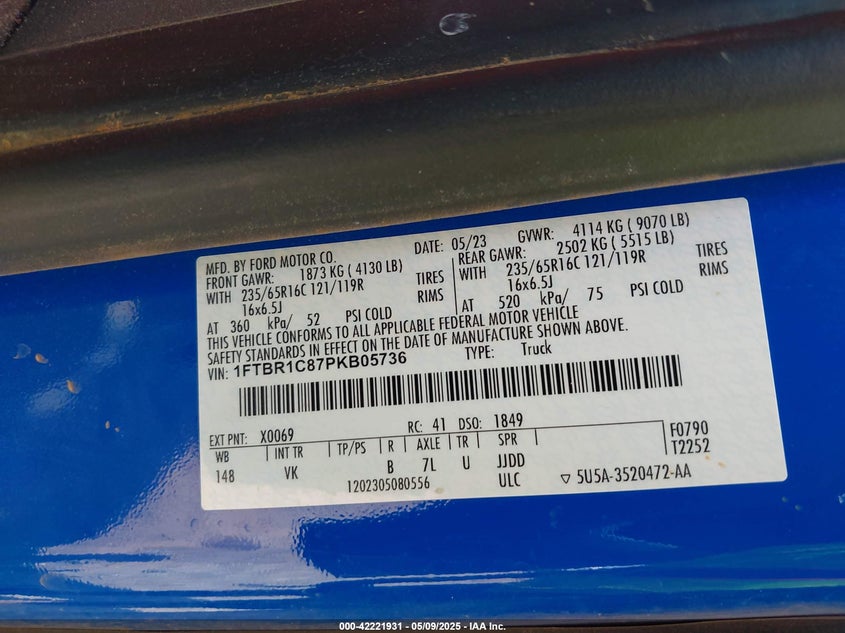 MFD. BY FORD MOTOR CO. DATE: 05/23 GVWR: 4114 KG ( 9070 LB)
FRONT GAWR: 1873 KG ( 4130 LB) REAR GAWR: 2502 KG ( 5515 LB)
WITH 235/65R16C 121/119R TIRES WITH 235/65R16C 121/119R TIRES
16x6.5J RIMS 16x6.5J RIMS
AT 360 kPa/ 52 PSI COLD AT 520 kPa/ 75 PSI COLD
THIS VEHICLE CONFORMS TO ALL APPLICABLE FEDERAL MOTOR VEHICLE
SAFETY STANDARDS IN EFFECT ON THE DATE OF MANUFACTURE SHOWN ABOVE.
VIN: 1FTBR1C87PKB05736 TYPE: Truck
EXT PNT: X0069 RC: 41 DSO: 1849 F0790
WB INT TR TP/PS R AXLE TR SPR T2252
148 VK B 7L U JJDD
1202305080556 ULC ▽ 5U5A-3520472-AA
000-42221931 - 05/09/2025 - IAA Inc.